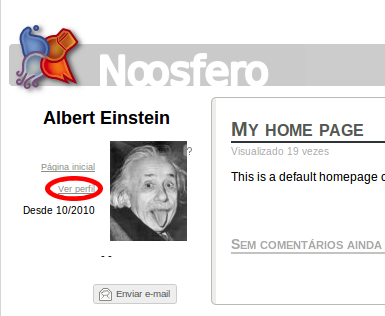 Noosfero
Albert Einstein
Página inicial
Ver perfil
Desde 10/2010
?
- -
Enviar e-mail
My home page
Visualizado 19 vezes
This is a default homepage
Sem comentários ainda